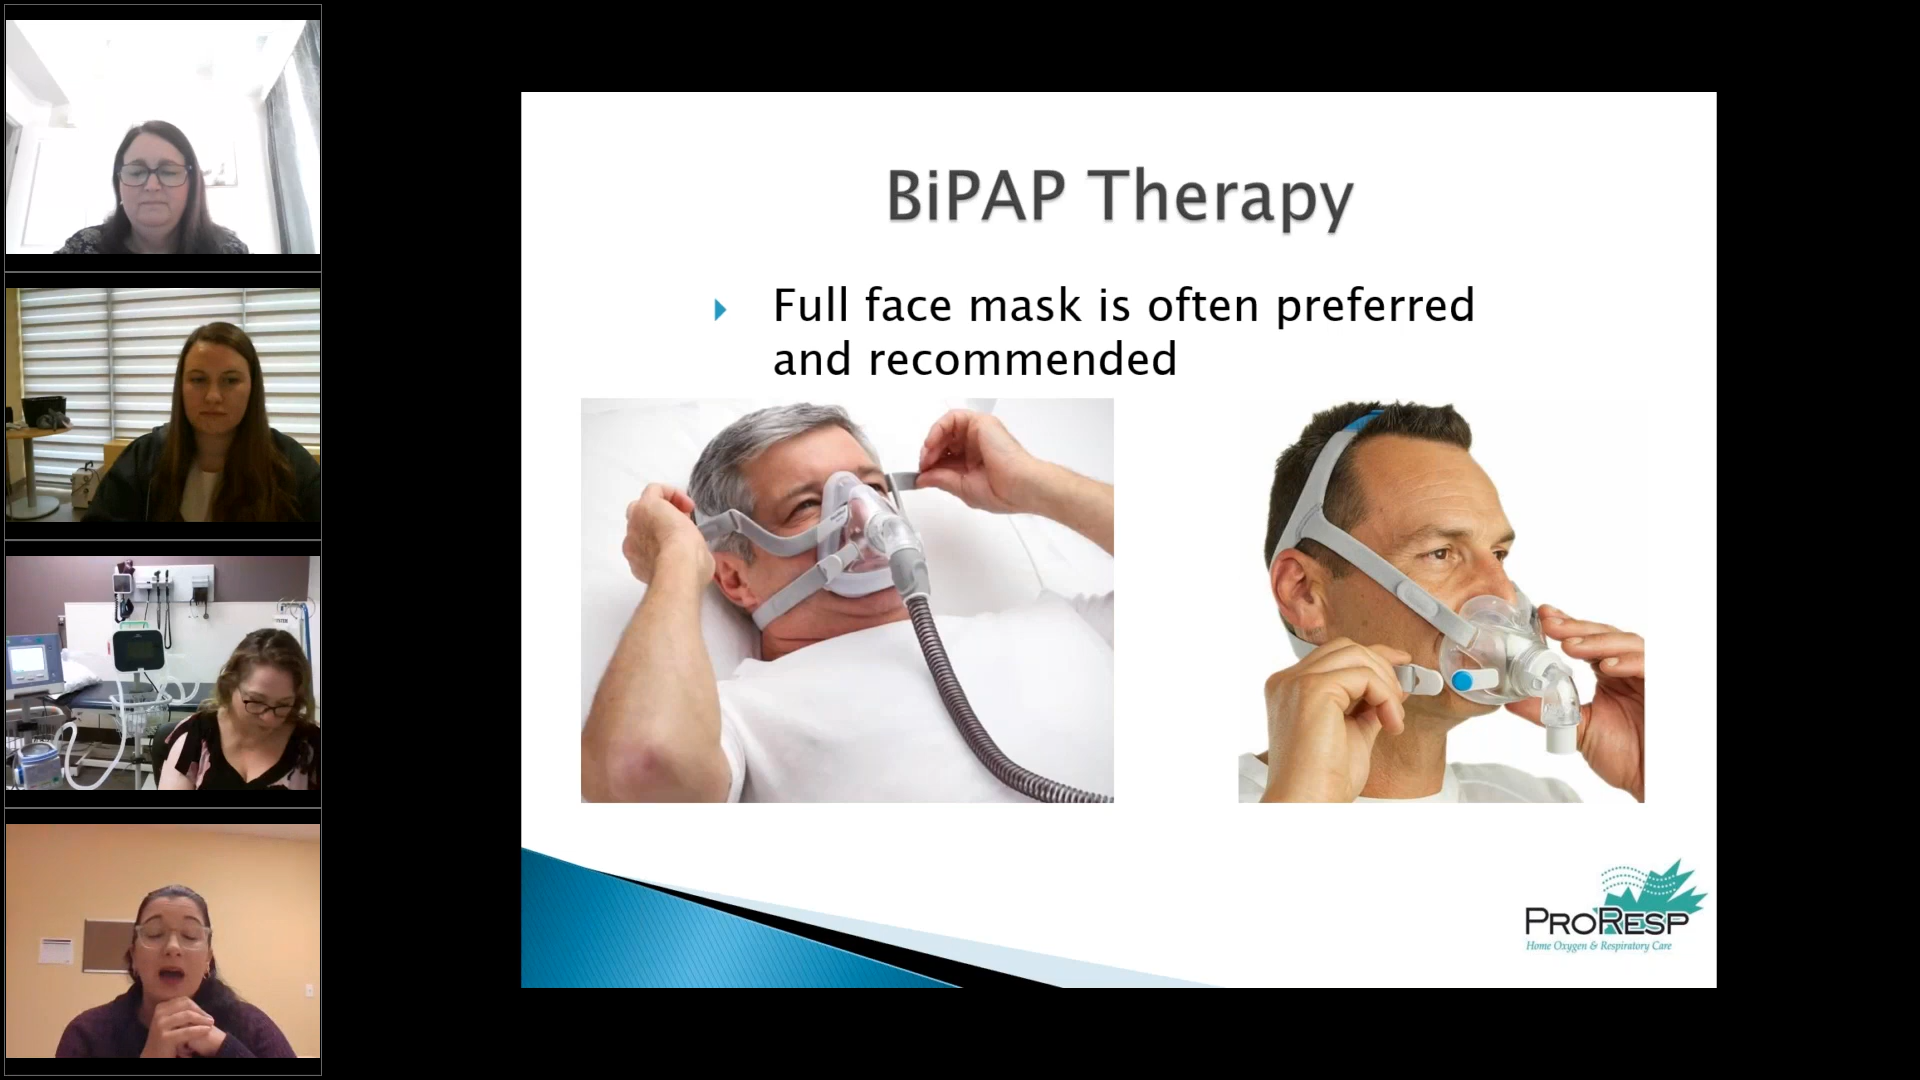 BiPAP Therapy
Full face mask is often preferred
and recommended
PRORESP
Home Oxygen & Respiratory Care